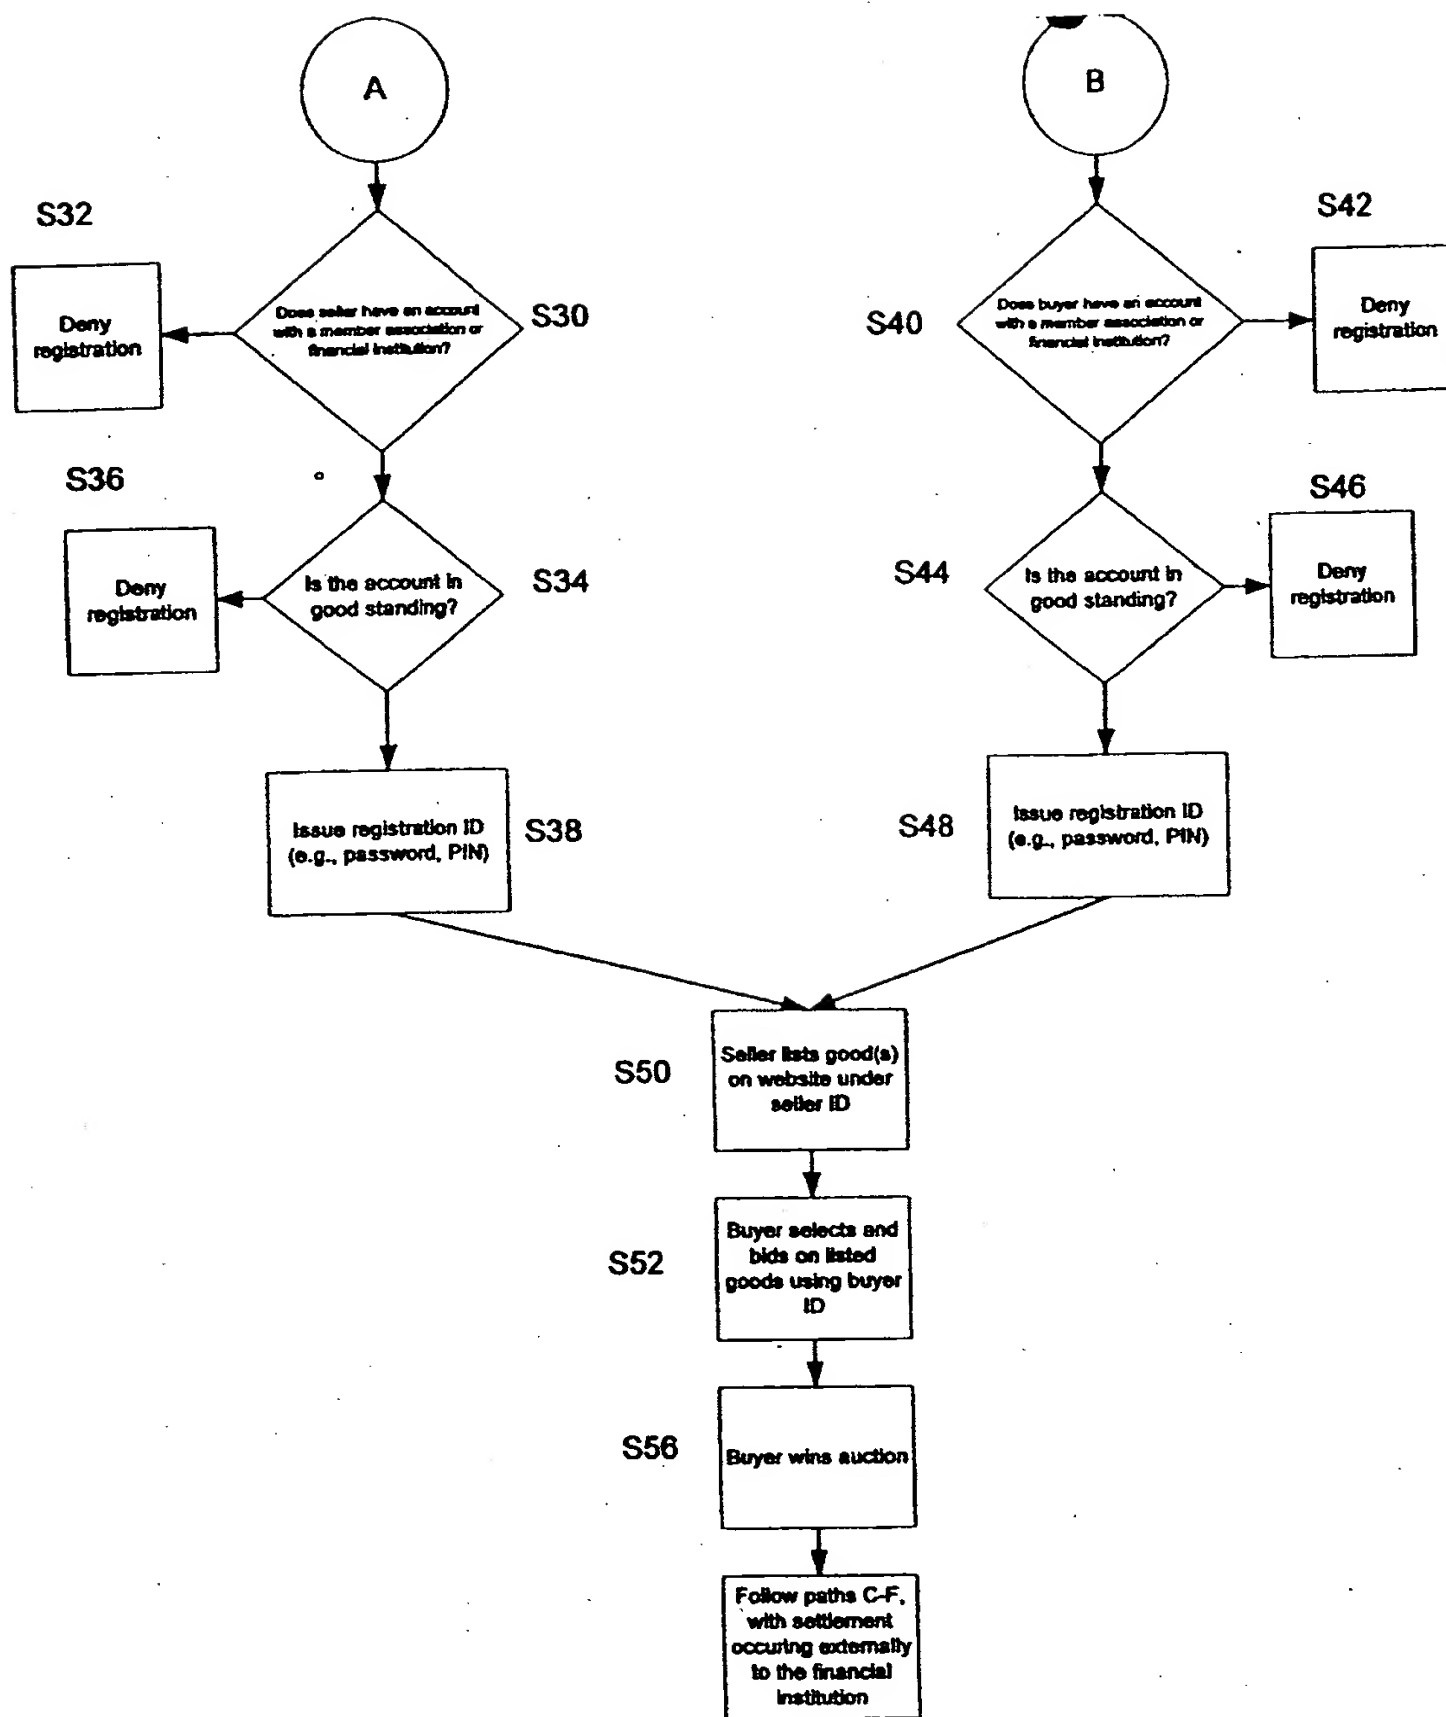 A
B
S32
S42
Does seller have an account
with a member association or
financial institution?
S30
Deny
registration
S40
Does buyer have an account
with a member association or
financial institution?
Deny
registration
S36
S46
Is the account in
good standing?
S34
Deny
registration
S44
Is the account in
good standing?
Deny
registration
Issue registration ID
(e.g., password, PIN)
S38
S48
Issue registration ID
(e.g., password, PIN)
S50
Seller lists good(s)
on website under
seller ID
S52
Buyer selects and
bids on listed
goods using buyer
ID
S56
Buyer wins auction
Follow paths C-F,
with settlement
occuring externally
to the financial
institution